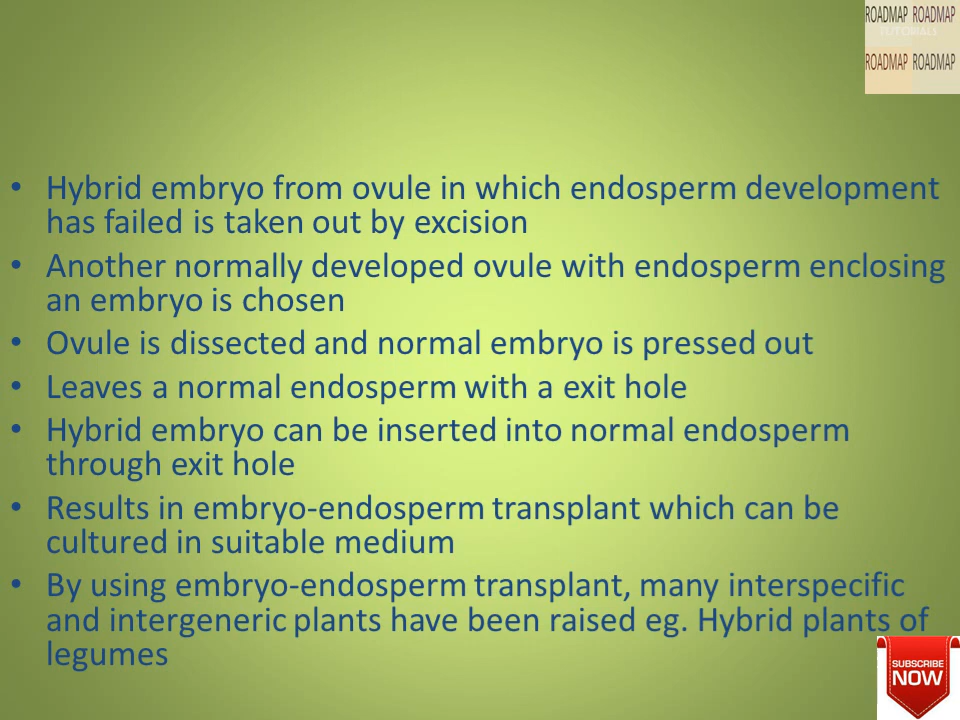 ROADMAP ROADMAP
TUTORIALS
ROADMAP ROADMAP
• Hybrid embryo from ovule in which endosperm development
has failed is taken out by excision
• Another normally developed ovule with endosperm enclosing
an embryo is chosen
• Ovule is dissected and normal embryo is pressed out
• Leaves a normal endosperm with a exit hole
• Hybrid embryo can be inserted into normal endosperm
through exit hole
• Results in embryo-endosperm transplant which can be
cultured in suitable medium
• By using embryo-endosperm transplant, many interspecific
and intergeneric plants have been raised eg. Hybrid plants of
legumes
SUBSCRIBE
NOW